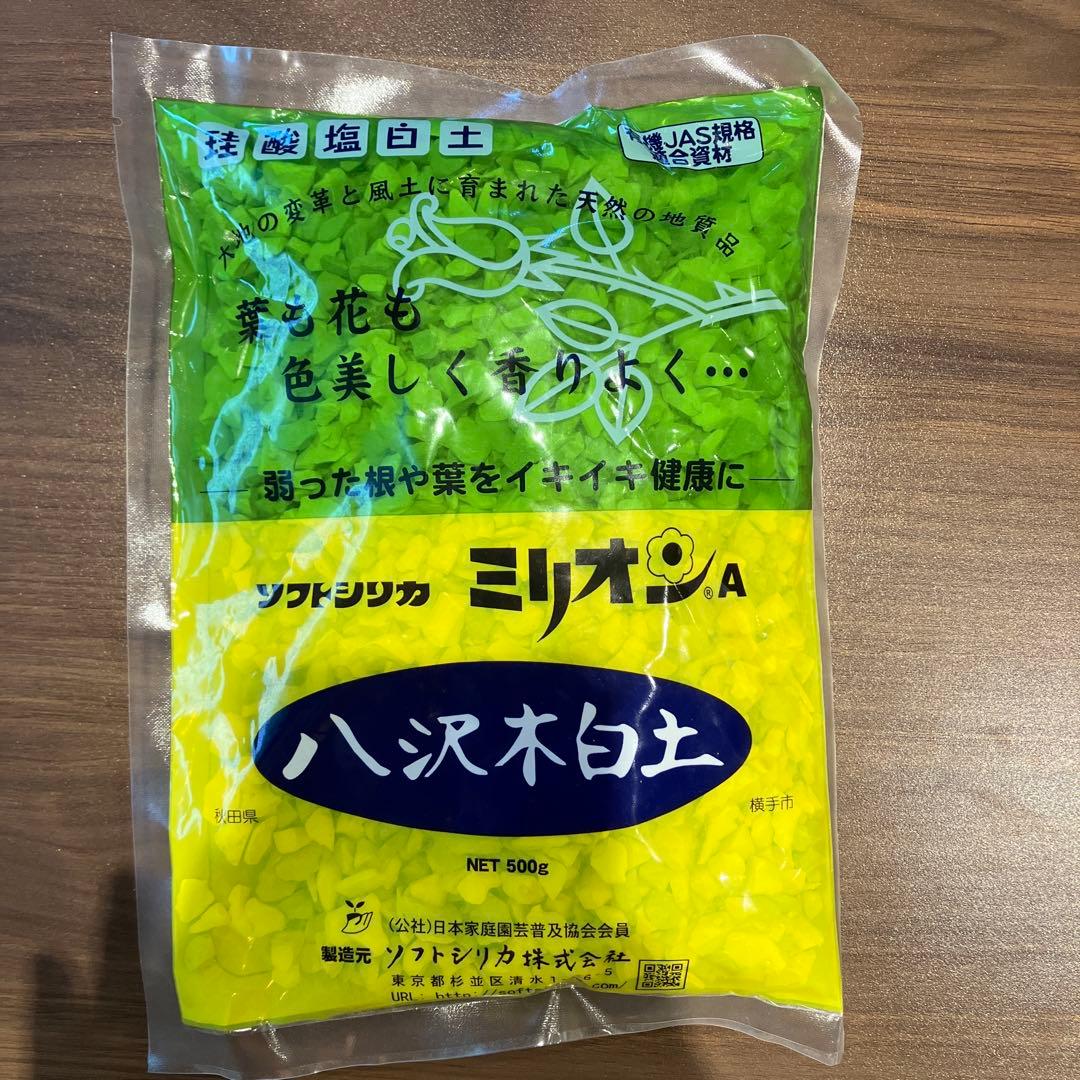 珪酸塩白土
有機JAS規格
適合資材
大地の変革と風土に育まれた天然の地質品
葉も花も
色美しく香りよく…
弱った根や葉をイキイキ健康に
ソフトシリカ ミリオン®A
八沢木白土
秋田県
横手市
NET 500g
(公社)日本家庭園芸普及協会会員
製造元 ソフトシリカ株式会社
東京都杉並区清水
URL: http://